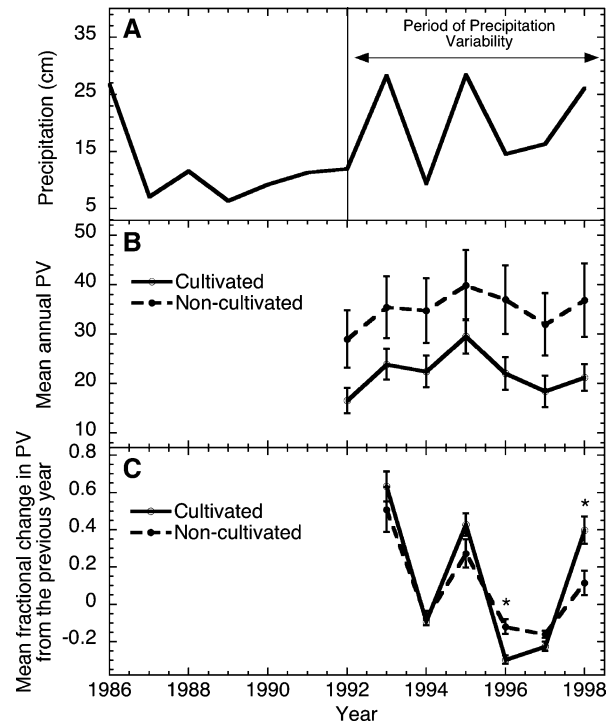 A
Period of Precipitation
Variability
Precipitation (cm)
35
25
15
5
B
Mean annual PV
50
40
30
20
10
Cultivated
Non-cultivated
C
Mean fractional change in PV
from the previous year
0.8
0.6
0.4
0.2
0
-0.2
Cultivated
Non-cultivated
*
*
1986 1988 1990 1992 1994 1996 1998
Year